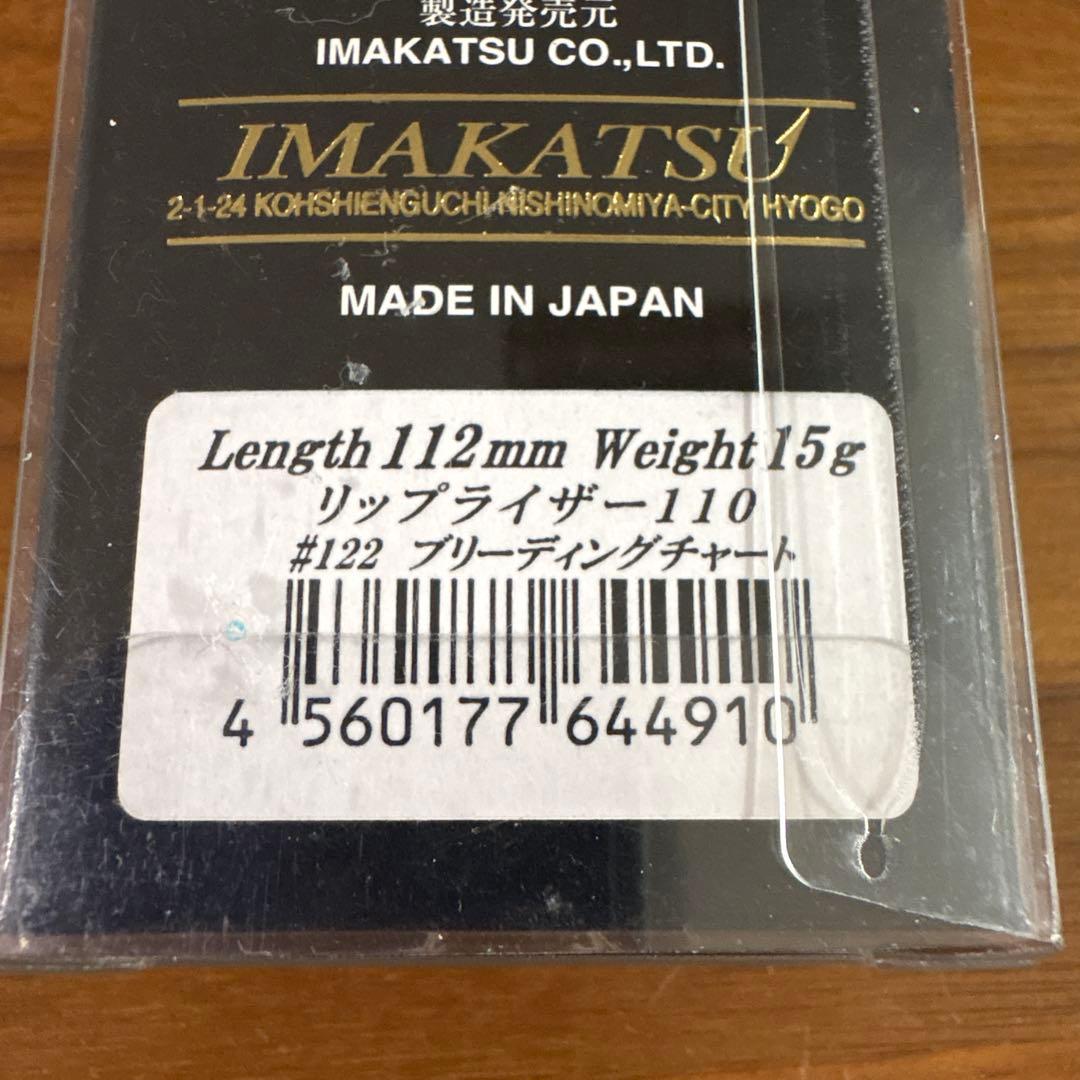 製造発売元
IMAKATSU CO.,LTD.
IMAKATSU
2-1-24 KOHSHIENGUCHI-NISHINOMIYA-CITY HYOGO
MADE IN JAPAN
Length 112mm Weight 15g
リップライザー110
#122 ブリーディングチャート
4 560177 644910